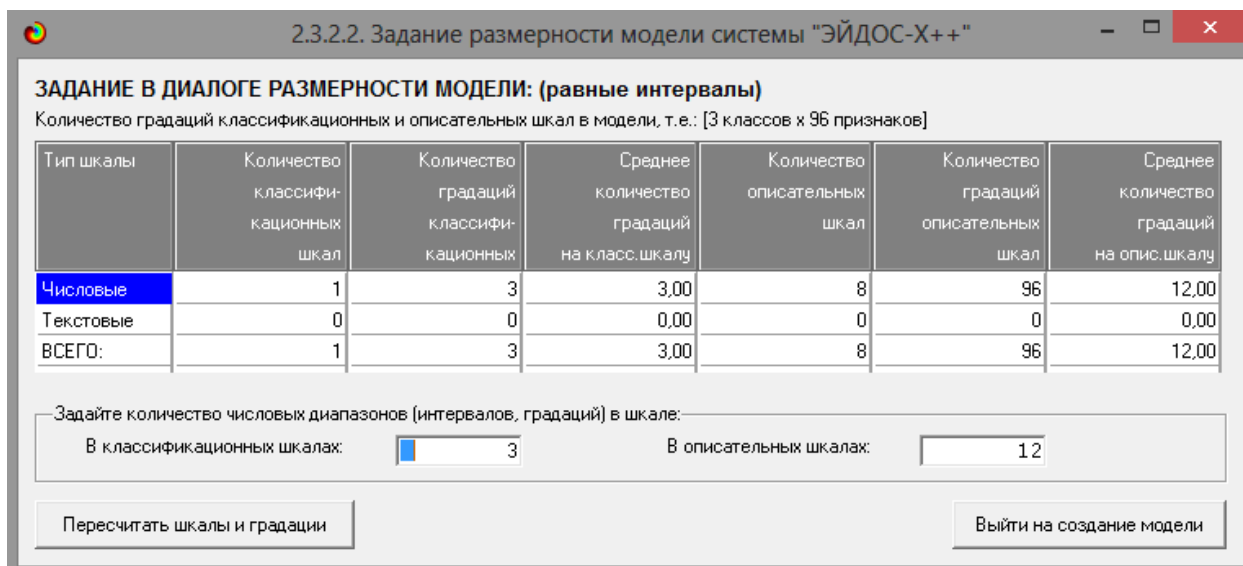 2.3.2.2. Задание размерности модели системы "ЭЙДОС-X++"
ЗАДАНИЕ В ДИАЛОГЕ РАЗМЕРНОСТИ МОДЕЛИ: (равные интервалы)
Количество градаций классификационных и описательных шкал в модели, т.е.: [3 классов x 96 признаков]
Тип шкалы Количество Количество Среднее Количество Количество Среднее
классифи- градаций количество описательных градаций количество
кационных классифи- градаций шкал описательных градаций
шкал кационных на класс.шкалу шкал на опис.шкалу
Числовые 1 3 3,00 8 96 12,00
Текстовые 0 0 0,00 0 0 0,00
ВСЕГО: 1 3 3,00 8 96 12,00
Задайте количество числовых диапазонов (интервалов, градаций) в шкале:
В классификационных шкалах: 3 В описательных шкалах: 12
Пересчитать шкалы и градации Выйти на создание модели